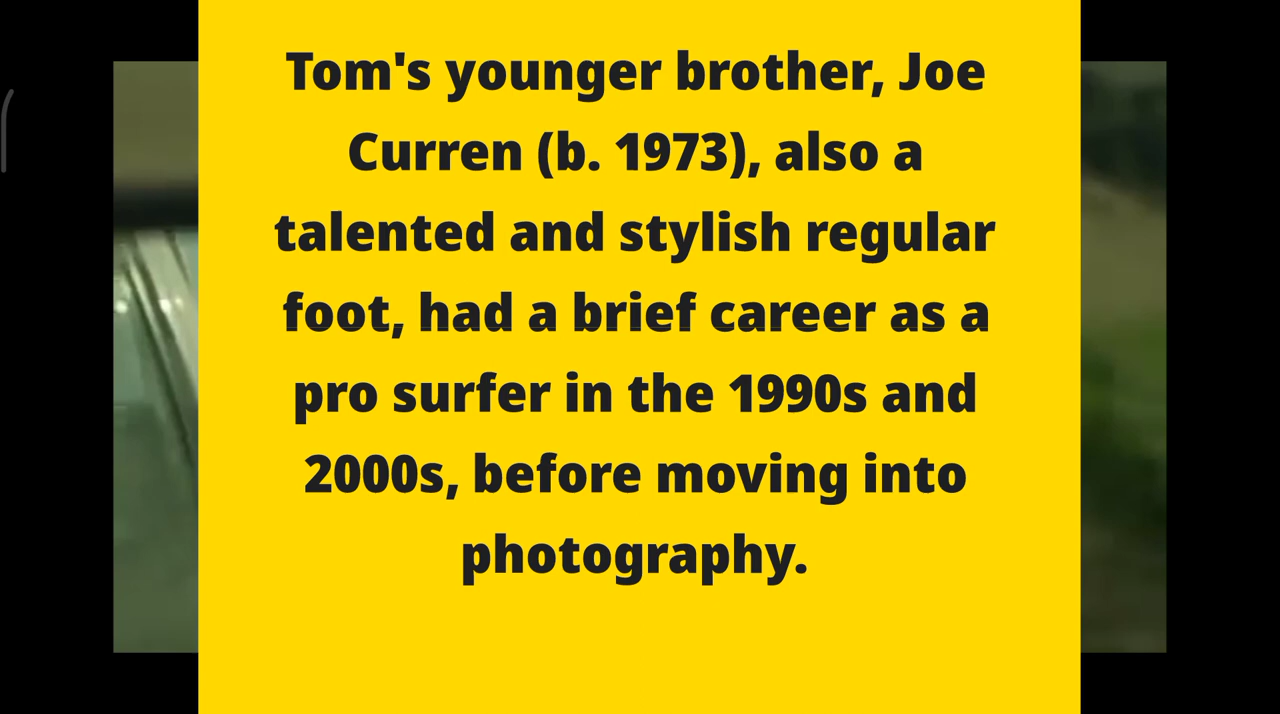 Tom's younger brother, Joe
Curren (b. 1973), also a
talented and stylish regular
foot, had a brief career as a
pro surfer in the 1990s and
2000s, before moving into
photography.